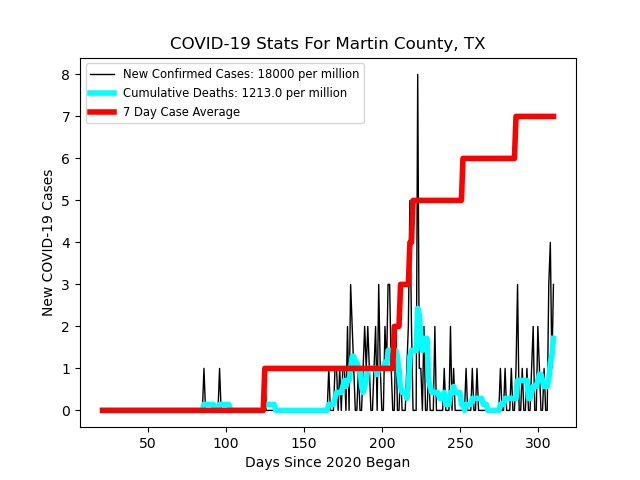 COVID-19 Stats For Martin County, TX
New Confirmed Cases: 18000 per million
Cumulative Deaths: 1213.0 per million
7 Day Case Average
8
7
6
5
4
3
2
1
0
New COVID-19 Cases
50 100 150 200 250 300
Days Since 2020 Began